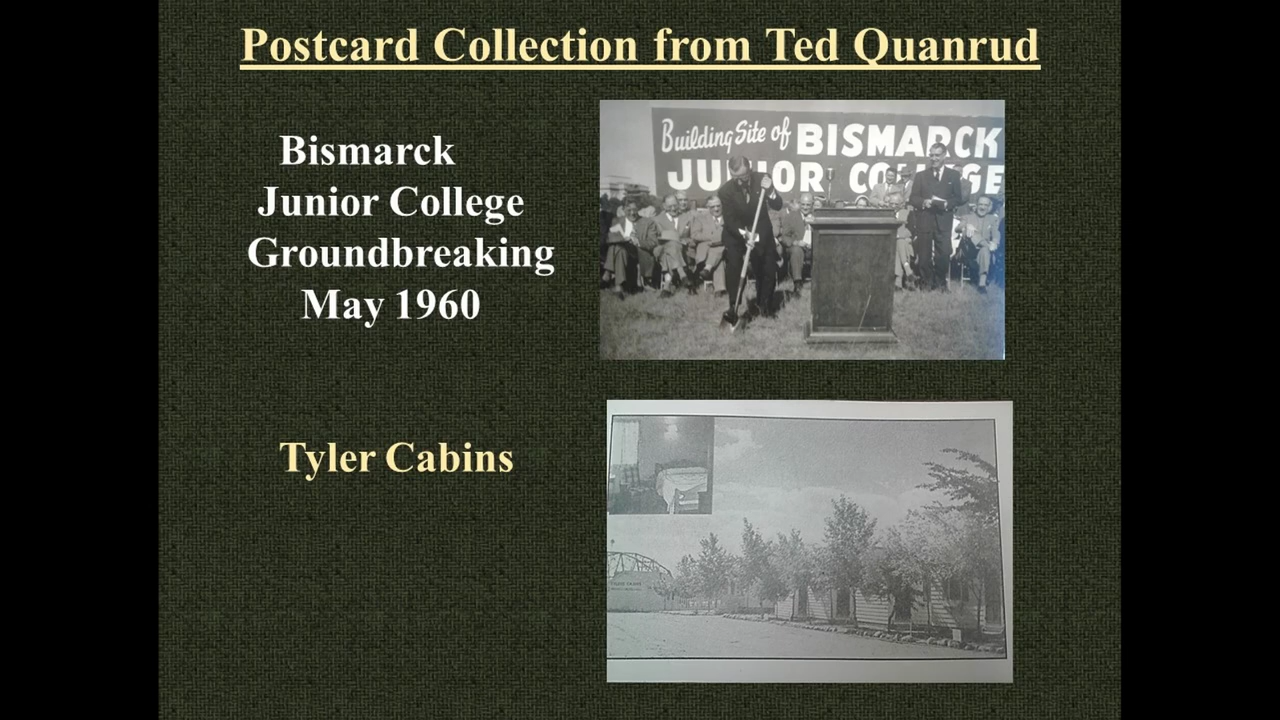 Postcard Collection from Ted Quanrud
Bismarck
Junior College
Groundbreaking
May 1960
Building Site of BISMARCK
JUNIOR COLLEGE
Tyler Cabins